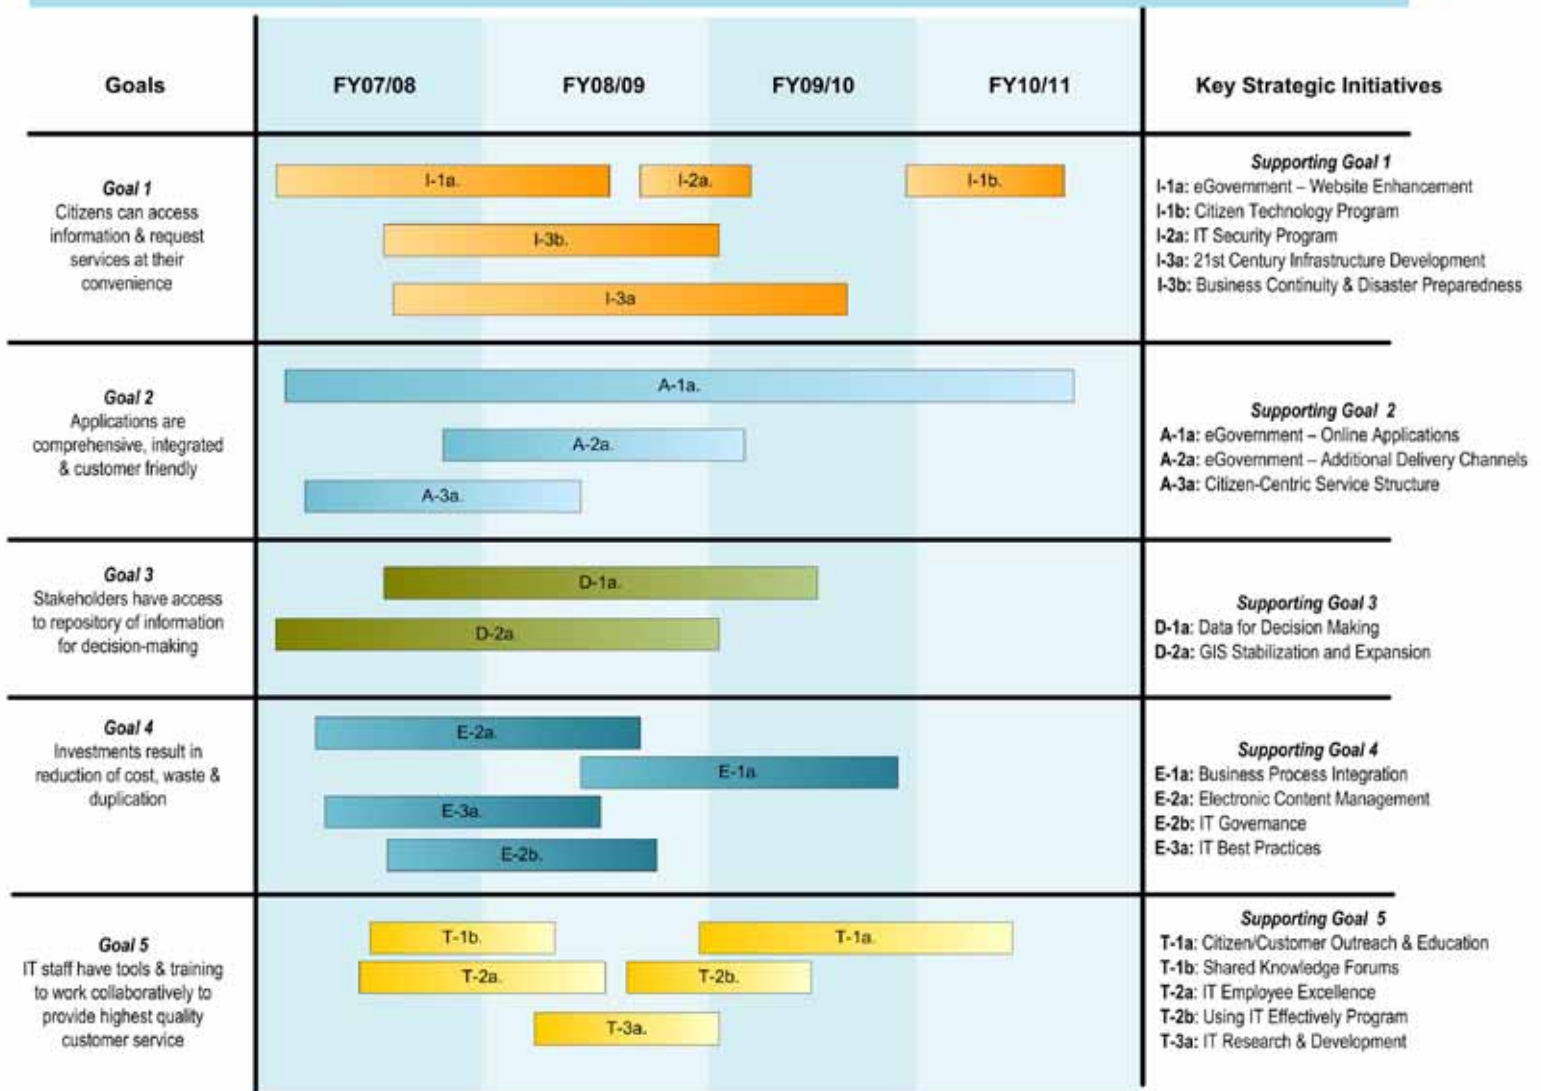 Goals
FY07/08
FY08/09
FY09/10
FY10/11
Key Strategic Initiatives
Goal 1
Citizens can access
information & request
services at their
convenience
I-1a.
I-2a.
I-1b.
I-3b.
I-3a
Supporting Goal 1
I-1a: eGovernment – Website Enhancement
I-1b: Citizen Technology Program
I-2a: IT Security Program
I-3a: 21st Century Infrastructure Development
I-3b: Business Continuity & Disaster Preparedness
Goal 2
Applications are
comprehensive, integrated
& customer friendly
A-1a.
A-2a.
A-3a.
Supporting Goal 2
A-1a: eGovernment – Online Applications
A-2a: eGovernment – Additional Delivery Channels
A-3a: Citizen-Centric Service Structure
Goal 3
Stakeholders have access
to repository of information
for decision-making
D-1a.
D-2a.
Supporting Goal 3
D-1a: Data for Decision Making
D-2a: GIS Stabilization and Expansion
Goal 4
Investments result in
reduction of cost, waste &
duplication
E-2a.
E-1a.
E-3a.
E-2b.
Supporting Goal 4
E-1a: Business Process Integration
E-2a: Electronic Content Management
E-2b: IT Governance
E-3a: IT Best Practices
Goal 5
IT staff have tools & training
to work collaboratively to
provide highest quality
customer service
T-1b.
T-1a.
T-2a.
T-2b.
T-3a.
Supporting Goal 5
T-1a: Citizen/Customer Outreach & Education
T-1b: Shared Knowledge Forums
T-2a: IT Employee Excellence
T-2b: Using IT Effectively Program
T-3a: IT Research & Development